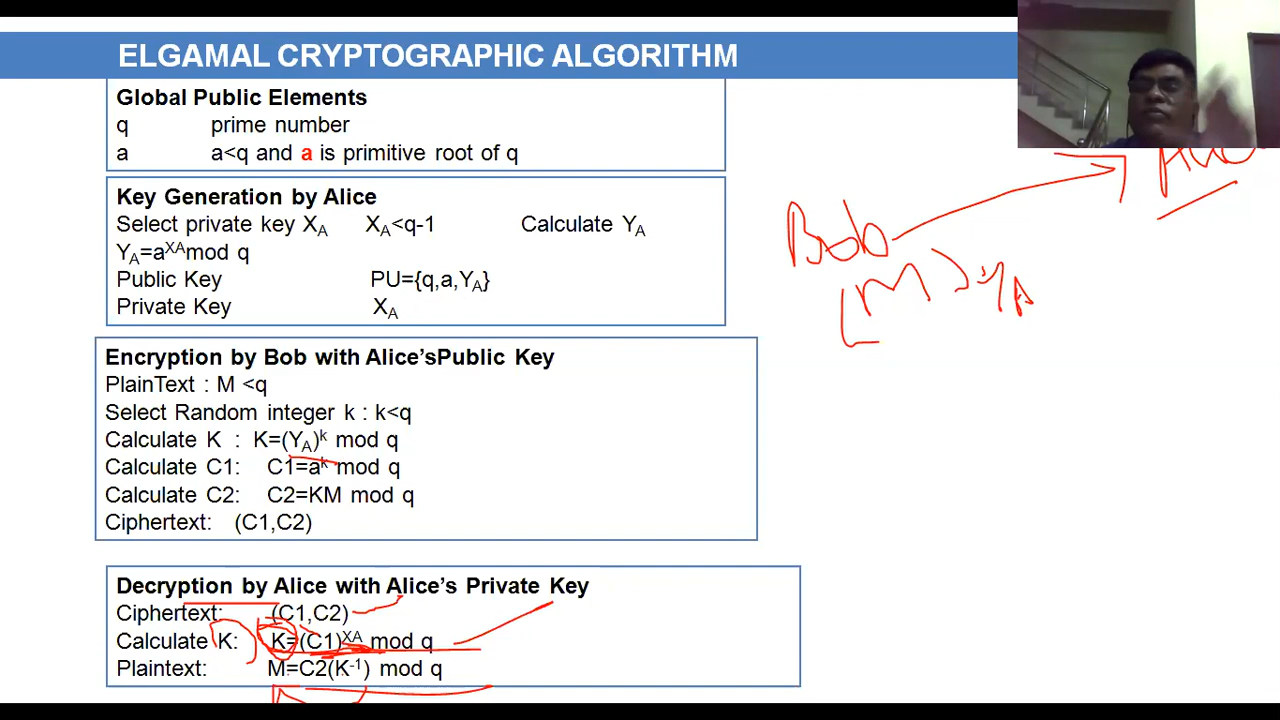 ELGAMAL CRYPTOGRAPHIC ALGORITHM
Global Public Elements
q prime number
a a<q and a is primitive root of q
Key Generation by Alice
Select private key XA XA<q-1 Calculate YA
YA=aXAmod q
Public Key PU={q,a,YA}
Private Key XA
Encryption by Bob with Alice'sPublic Key
PlainText : M <q
Select Random integer k : k<q
Calculate K : K=(YA)k mod q
Calculate C1: C1=ak mod q
Calculate C2: C2=KM mod q
Ciphertext: (C1,C2)
Decryption by Alice with Alice's Private Key
Ciphertext: (C1,C2)
Calculate K: K=(C1)XA mod q
Plaintext: M=C2(K-1) mod q
Bob
[M) YA